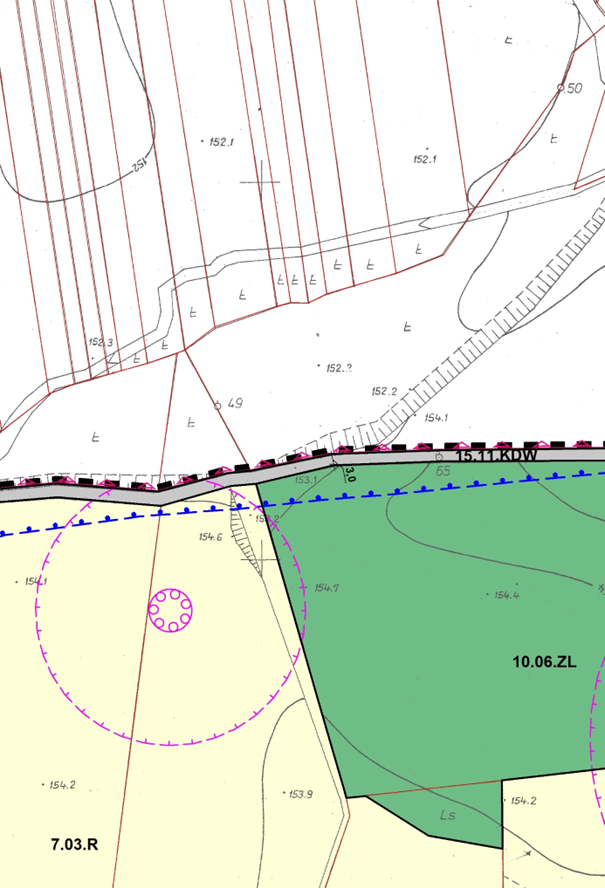 50
152.1
152.1
152
Ł
Ł
Ł
Ł
Ł
Ł
Ł
Ł
Ł
Ł
Ł
Ł
152.3
Ł
Ł
152.2
49
Ł
154.1
Ł
15.11.KDW
65
3.0
153.1
154.6
154.1
154.7
154.4
10.06.ZL
154.2
153.9
154.2
Ls
7.03.R